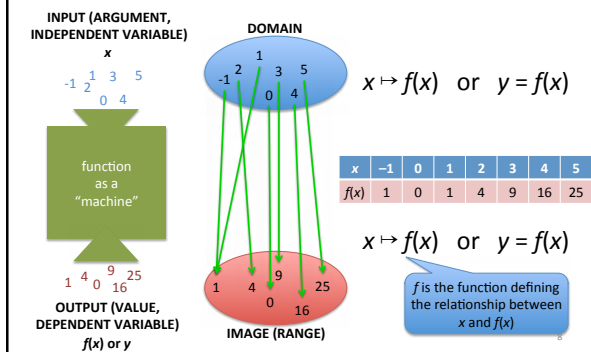 INPUT (ARGUMENT,
INDEPENDENT VARIABLE)
x
-1 1 3 5
2
0 4
function
as a
"machine"
1 4 9 25
0 16
OUTPUT (VALUE,
DEPENDENT VARIABLE)
f(x) or y
DOMAIN
1
-1 2 3 5
0 4
1 4 9 25
0
16
IMAGE (RANGE)
x ↦ f(x) or y = f(x)
x –1 0 1 2 3 4 5
f(x) 1 0 1 4 9 16 25
x ↦ f(x) or y = f(x)
f is the function defining
the relationship between
x and f(x)
8